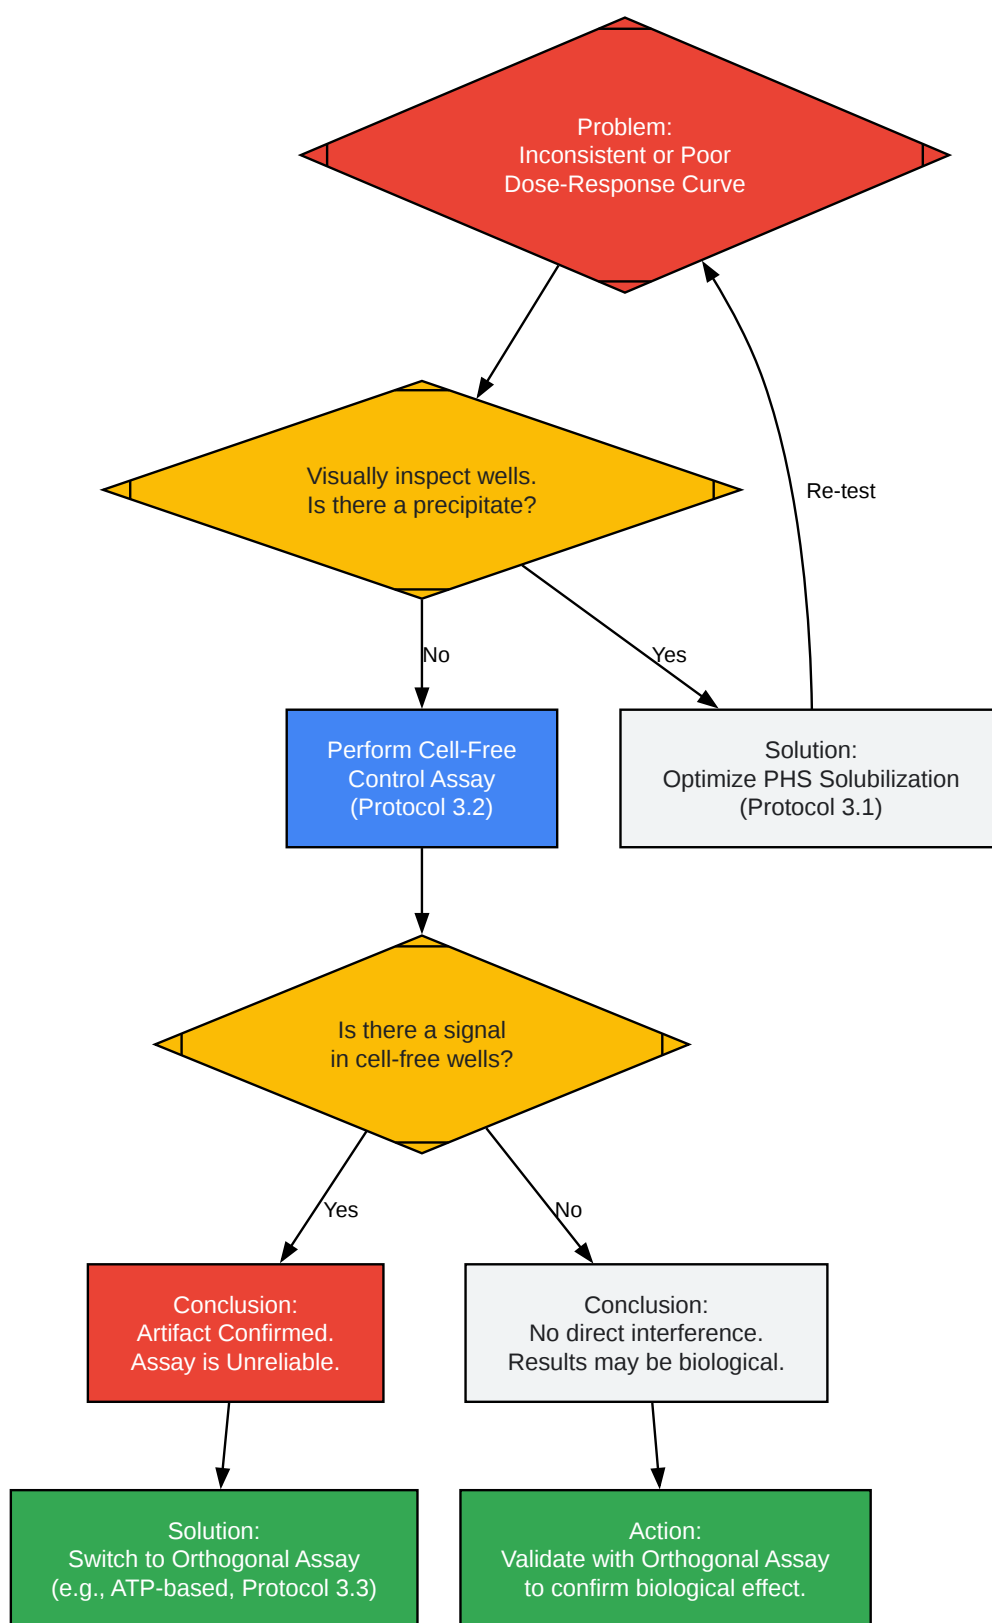 Problem:
Inconsistent or Poor
Dose-Response Curve
Visually inspect wells.
Is there a precipitate?
Re-test
No
Yes
Perform Cell-Free
Control Assay
(Protocol 3.2)
Solution:
Optimize PHS Solubilization
(Protocol 3.1)
Is there a signal
in cell-free wells?
Yes
No
Conclusion:
Artifact Confirmed.
Assay is Unreliable.
Conclusion:
No direct interference.
Results may be biological.
Solution:
Switch to Orthogonal Assay
(e.g., ATP-based, Protocol 3.3)
Action:
Validate with Orthogonal Assay
to confirm biological effect.